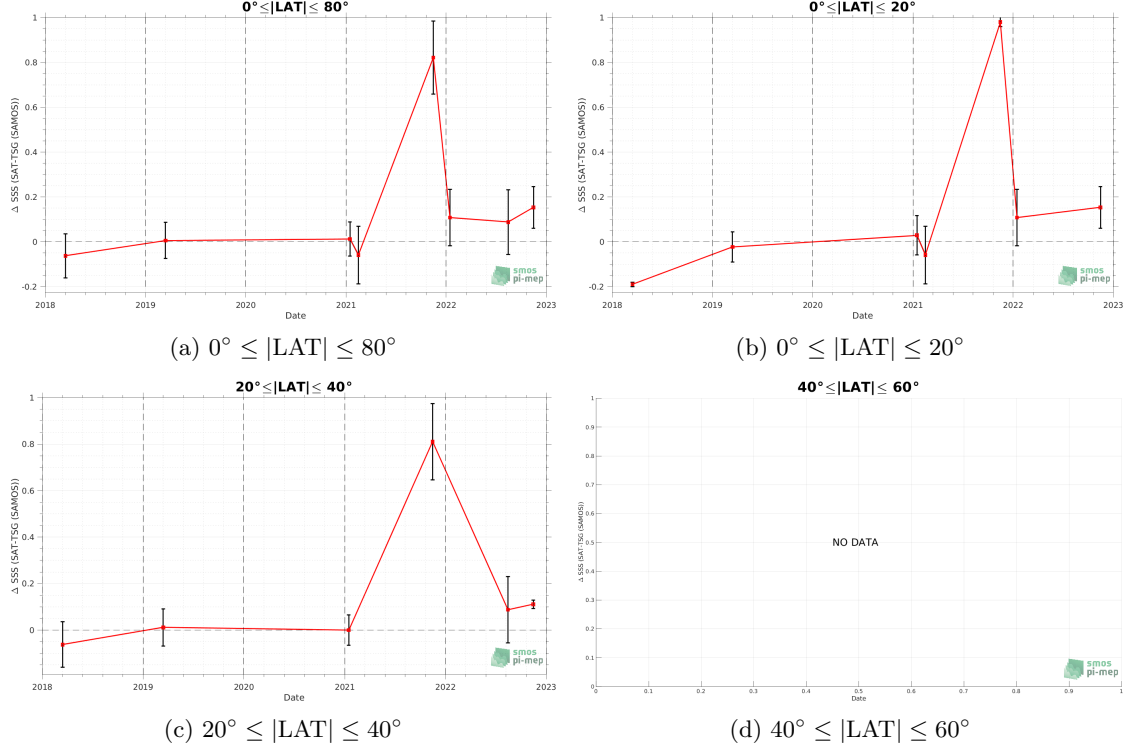 0°≤|LAT|≤ 80°
1
0.8
0.6
0.4
0.2
0
-0.2
Δ SSS (SAT-TSG (SAMOS))
2018
2019
2020
2021
2022
2023
Date
smos
pi-mep
(a) 0° ≤ |LAT| ≤ 80°
0°≤|LAT|≤ 20°
1
0.8
0.6
0.4
0.2
0
-0.2
Δ SSS (SAT-TSG (SAMOS))
2018
2019
2020
2021
2022
2023
Date
smos
pi-mep
(b) 0° ≤ |LAT| ≤ 20°
20°≤|LAT|≤ 40°
1
0.8
0.6
0.4
0.2
0
Δ SSS (SAT-TSG (SAMOS))
2018
2019
2020
2021
2022
2023
Date
smos
pi-mep
(c) 20° ≤ |LAT| ≤ 40°
40°≤|LAT|≤ 60°
1
0.9
0.8
0.7
0.6
0.5
0.4
0.3
0.2
0.1
0
Δ SSS (SAT-TSG (SAMOS))
NO DATA
0
0.1
0.2
0.3
0.4
0.5
0.6
0.7
0.8
0.9
1
Date
smos
pi-mep
(d) 40° ≤ |LAT| ≤ 60°